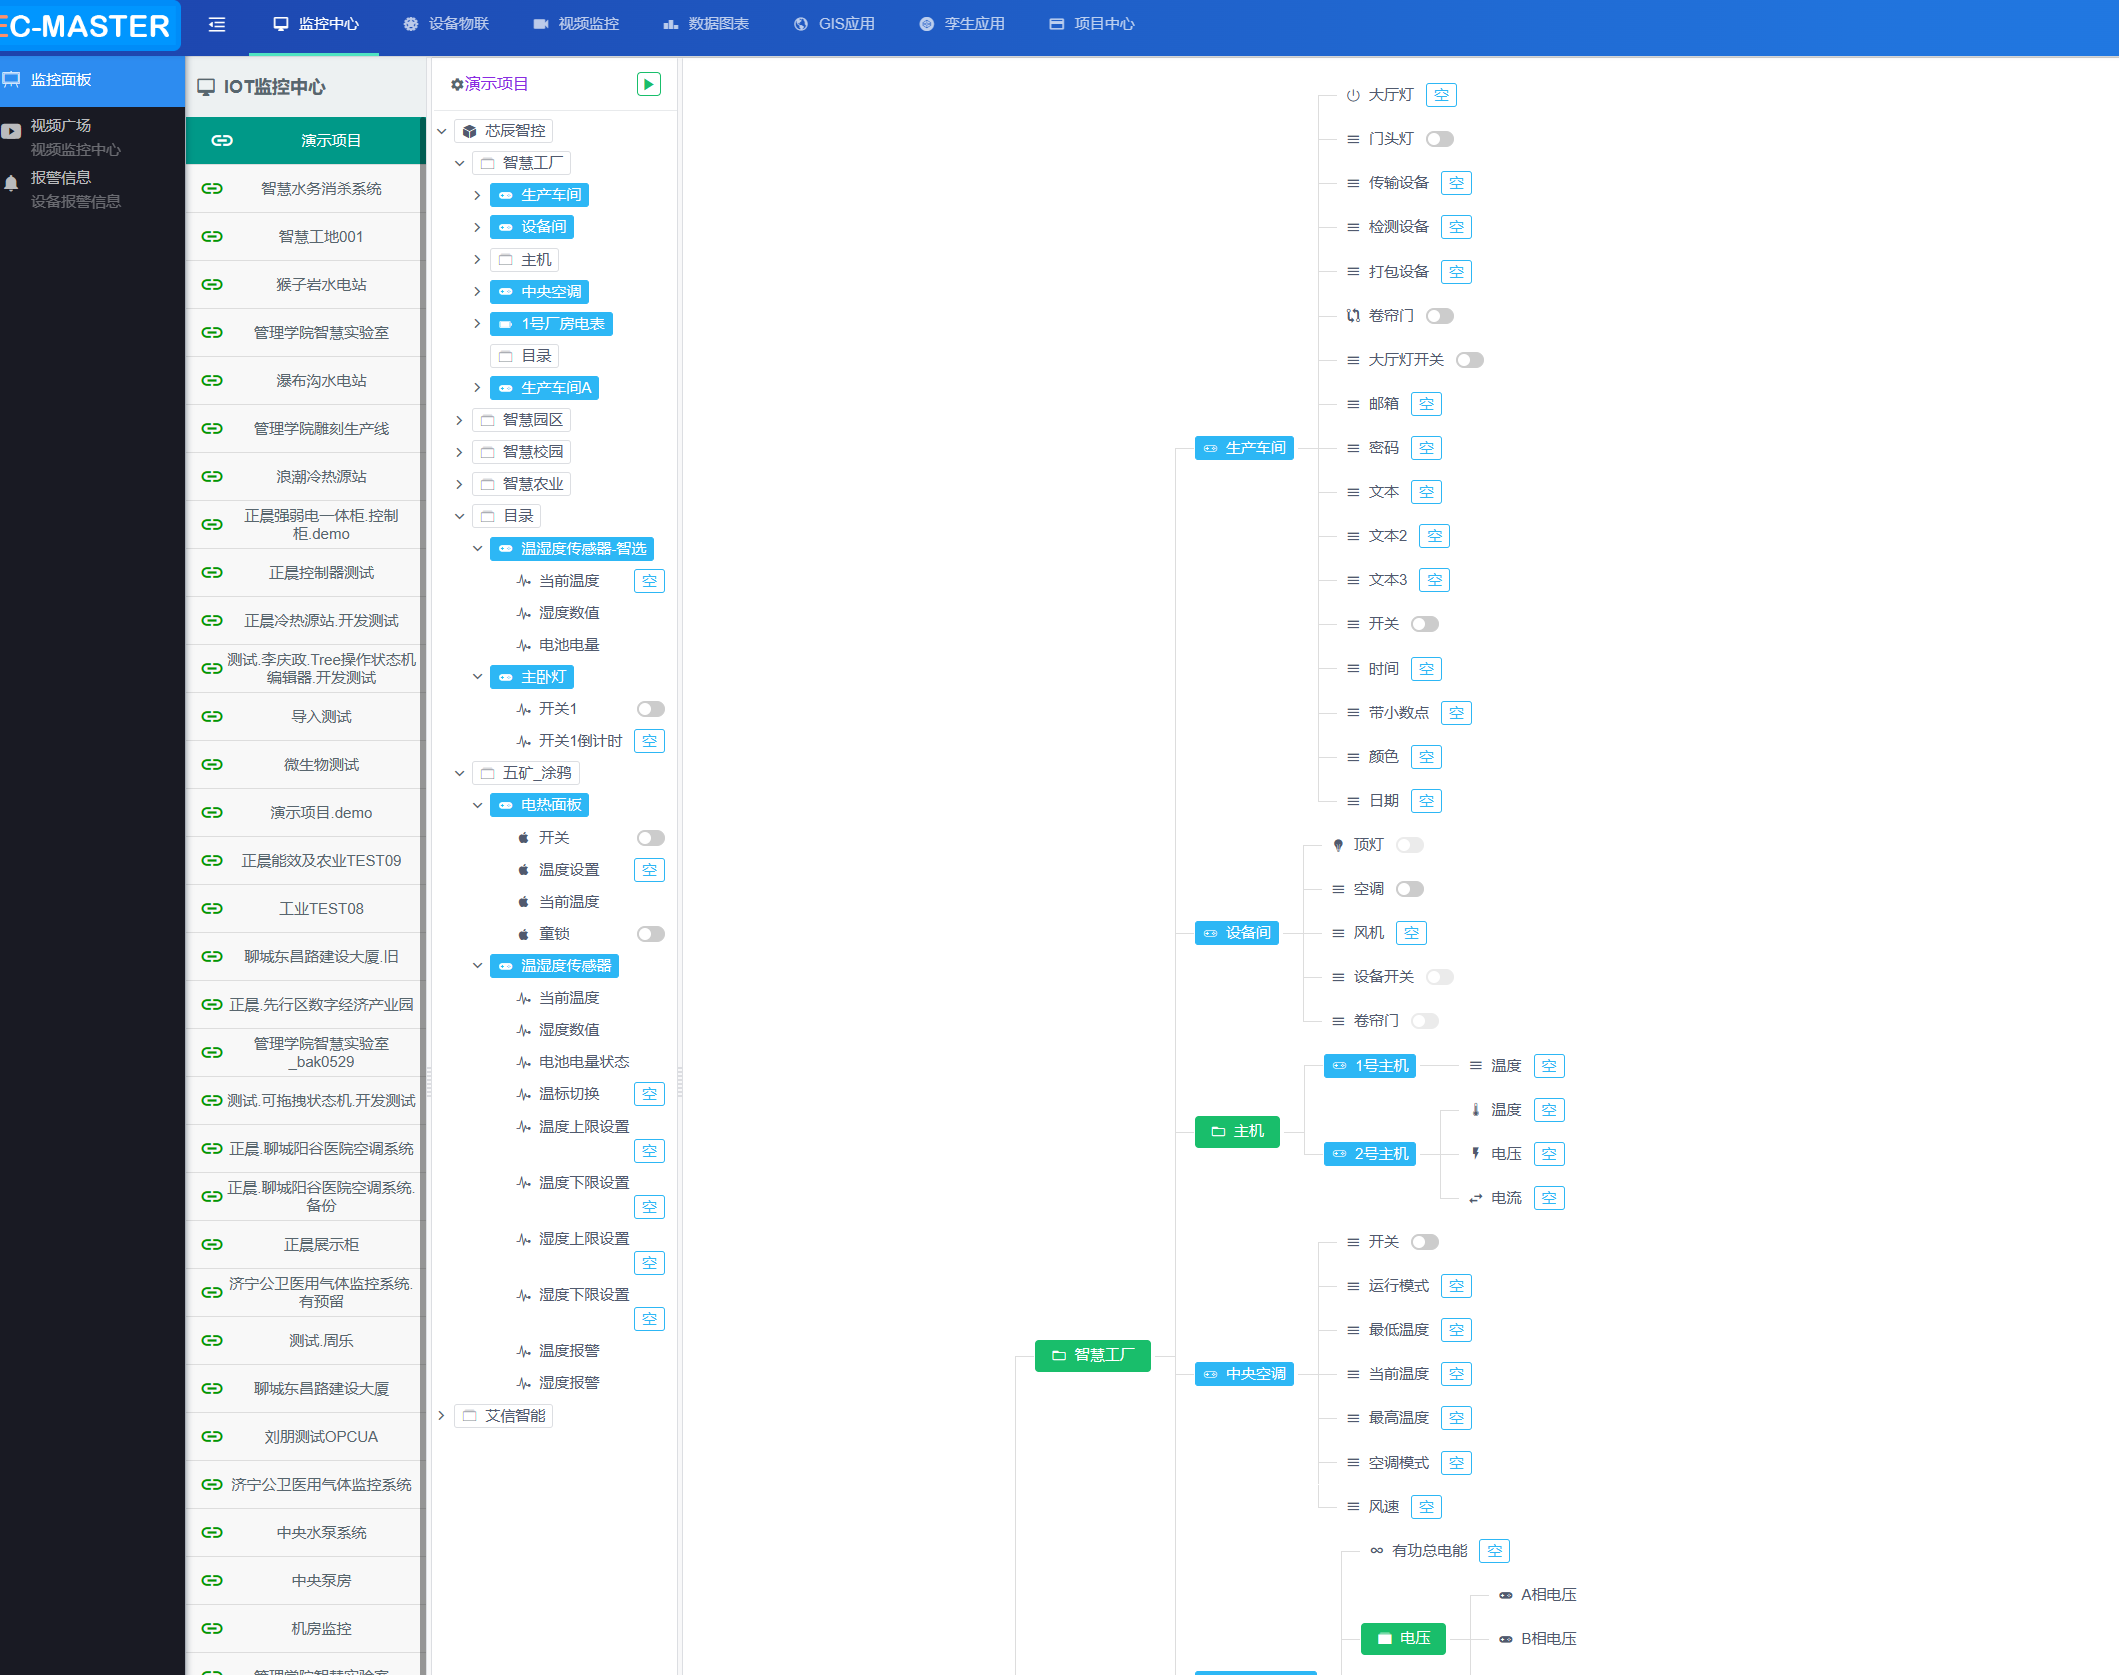 EC-MASTER
监控中心
设备物联
视频监控
数据图表
GIS应用
孪生应用
项目中心
监控面板
视频广场
视频监控中心
报警信息
设备报警信息
IOT监控中心
演示项目
智慧水务消杀系统
智慧工地001
猴子岩水电站
管理学院智慧实验室
瀑布沟水电站
管理学院雕刻生产线
浪潮冷热源站
正晨强弱电一体柜.控制
柜.demo
正晨控制器测试
正晨冷热源站.开发测试
测试.李庆政.Tree操作状态机
编辑器.开发测试
导入测试
微生物测试
演示项目.demo
正晨能效及农业TEST09
工业TEST08
聊城东昌路建设大厦.旧
正晨.先行区数字经济产业园
管理学院智慧实验室
_bak0529
测试.可拖拽状态机.开发测试
正晨.聊城阳谷医院空调系统
正晨.聊城阳谷医院空调系统.
备份
正晨展示柜
济宁公卫医用气体监控系统.
有预留
测试.周乐
聊城东昌路建设大厦
刘朋测试OPCUA
济宁公卫医用气体监控系统
中央水泵系统
中央泵房
机房监控
管理学院智慧实验室
演示项目
芯辰智控
智慧工厂
生产车间
设备间
主机
中央空调
1号厂房电表
目录
生产车间A
智慧园区
智慧校园
智慧农业
目录
温湿度传感器-智选
当前温度 空
湿度数值
电池电量
主卧灯
开关1
开关1倒计时 空
五矿_涂鸦
电热面板
开关
温度设置 空
当前温度
童锁
温湿度传感器
当前温度
湿度数值
电池电量状态
温标切换 空
温度上限设置
空
温度下限设置
空
湿度上限设置
空
湿度下限设置
空
温度报警
湿度报警
艾信智能
智慧工厂
生产车间
大厅灯 空
门头灯
传输设备 空
检测设备 空
打包设备 空
卷帘门
大厅灯开关
邮箱 空
密码 空
文本 空
文本2 空
文本3 空
开关
时间 空
带小数点 空
颜色 空
日期 空
设备间
顶灯
空调
风机 空
设备开关
卷帘门
主机
1号主机
温度 空
2号主机
温度 空
电压 空
电流 空
中央空调
开关
运行模式 空
最低温度 空
当前温度 空
最高温度 空
空调模式 空
风速 空
有功总电能 空
电压
A相电压
B相电压